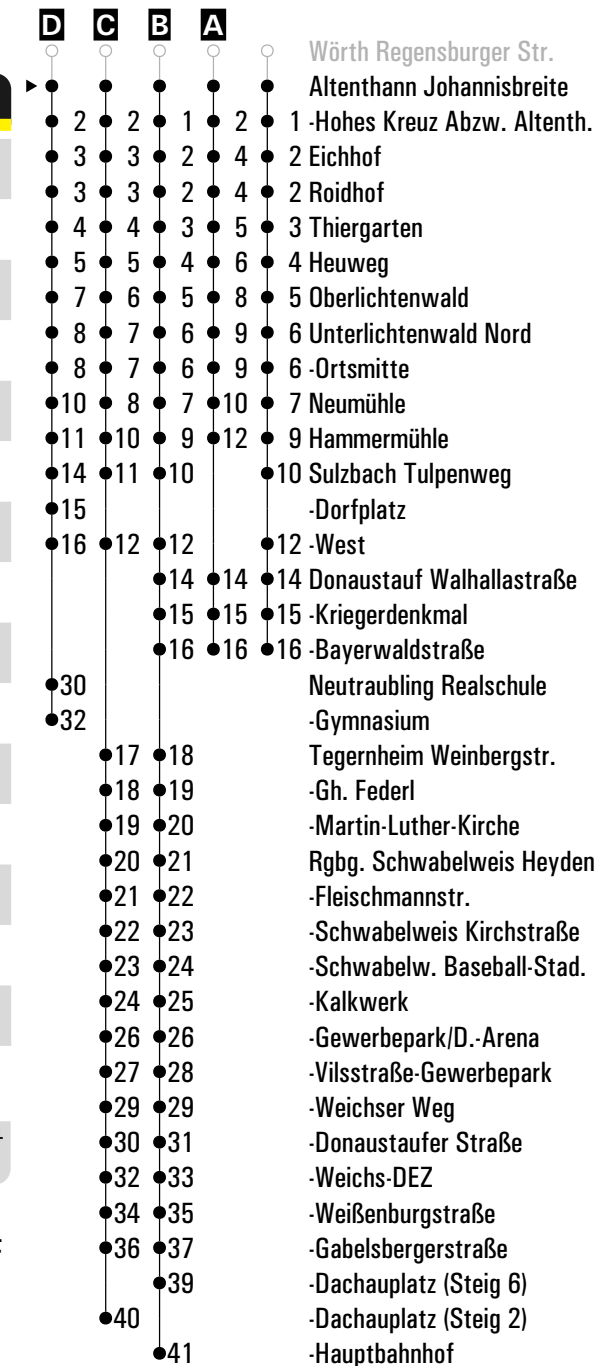 D C B A
Wörth Regensburger Str.
Altenthann Johannisbreite
2 2 1 2 1 -Hohes Kreuz Abzw. Altenth.
3 3 2 4 2 Eichhof
3 3 2 4 2 Roidhof
4 4 3 5 3 Thiergarten
5 5 4 6 4 Heuweg
7 6 5 8 5 Oberlichtenwald
8 7 6 9 6 Unterlichtenwald Nord
8 7 6 9 6 -Ortsmitte
10 8 7 10 7 Neumühle
11 10 9 12 9 Hammermühle
14 11 10 10 Sulzbach Tulpenweg
15 -Dorfplatz
16 12 12 12 -West
14 14 14 Donaustauf Walhallastraße
15 15 15 -Kriegerdenkmal
16 16 16 -Bayerwaldstraße
30 Neutraubling Realschule
32 -Gymnasium
17 18 Tegernheim Weinbergstr.
18 19 -Gh. Federl
19 20 -Martin-Luther-Kirche
20 21 Rgbg. Schwabelweis Heyden
21 22 -Fleischmannstr.
22 23 -Schwabelweis Kirchstraße
23 24 -Schwabelw. Baseball-Stad.
24 25 -Kalkwerk
26 26 -Gewerbepark/D.-Arena
27 28 -Vilsstraße-Gewerbepark
29 29 -Weichser Weg
30 31 -Donaustaufer Straße
32 33 -Weichs-DEZ
34 35 -Weißenburgstraße
36 37 -Gabelsbergerstraße
39 -Dachauplatz (Steig 6)
40 -Dachauplatz (Steig 2)
41 -Hauptbahnhof